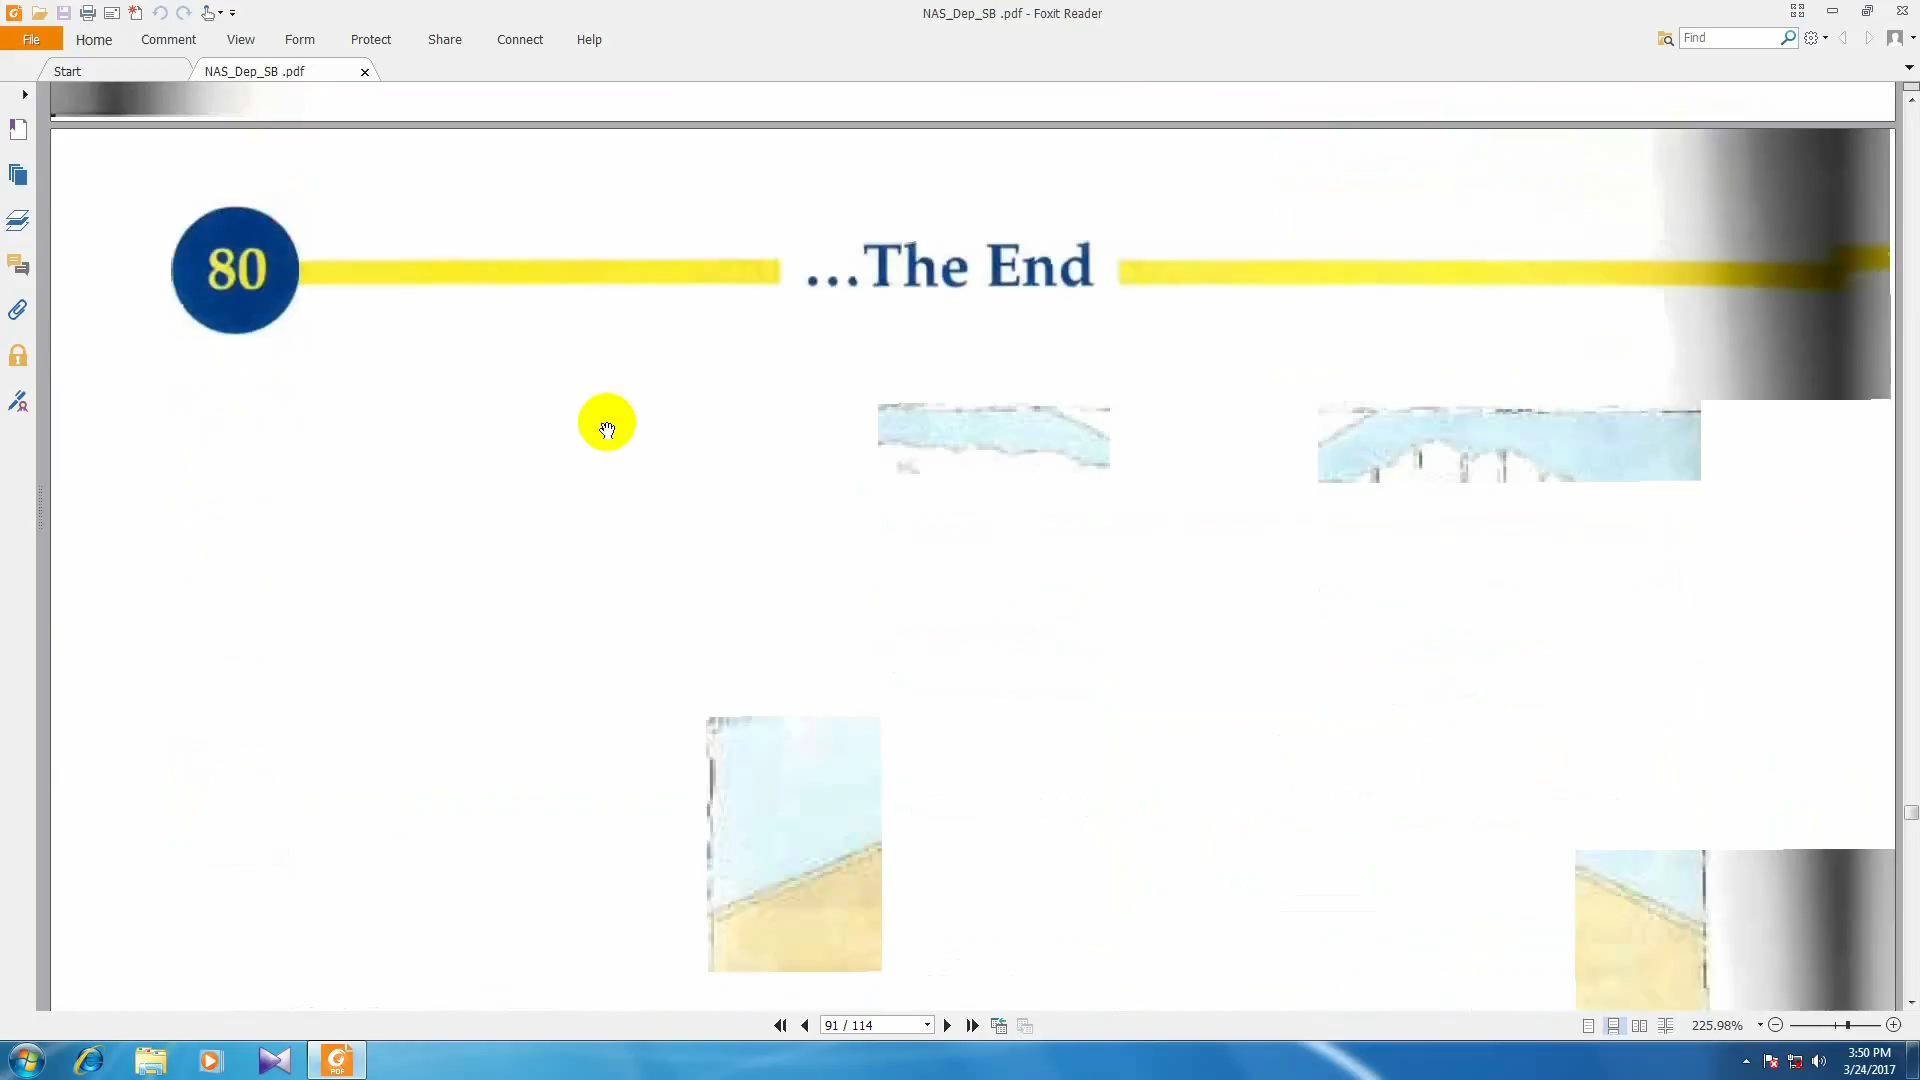 NAS_Dep_SB .pdf - Foxit Reader
File Home Comment View Form Protect Share Connect Help
Find
Start
NAS_Dep_SB .pdf
80
...The End
91 / 114
225.98%
PDF
3:50 PM
3/24/2017